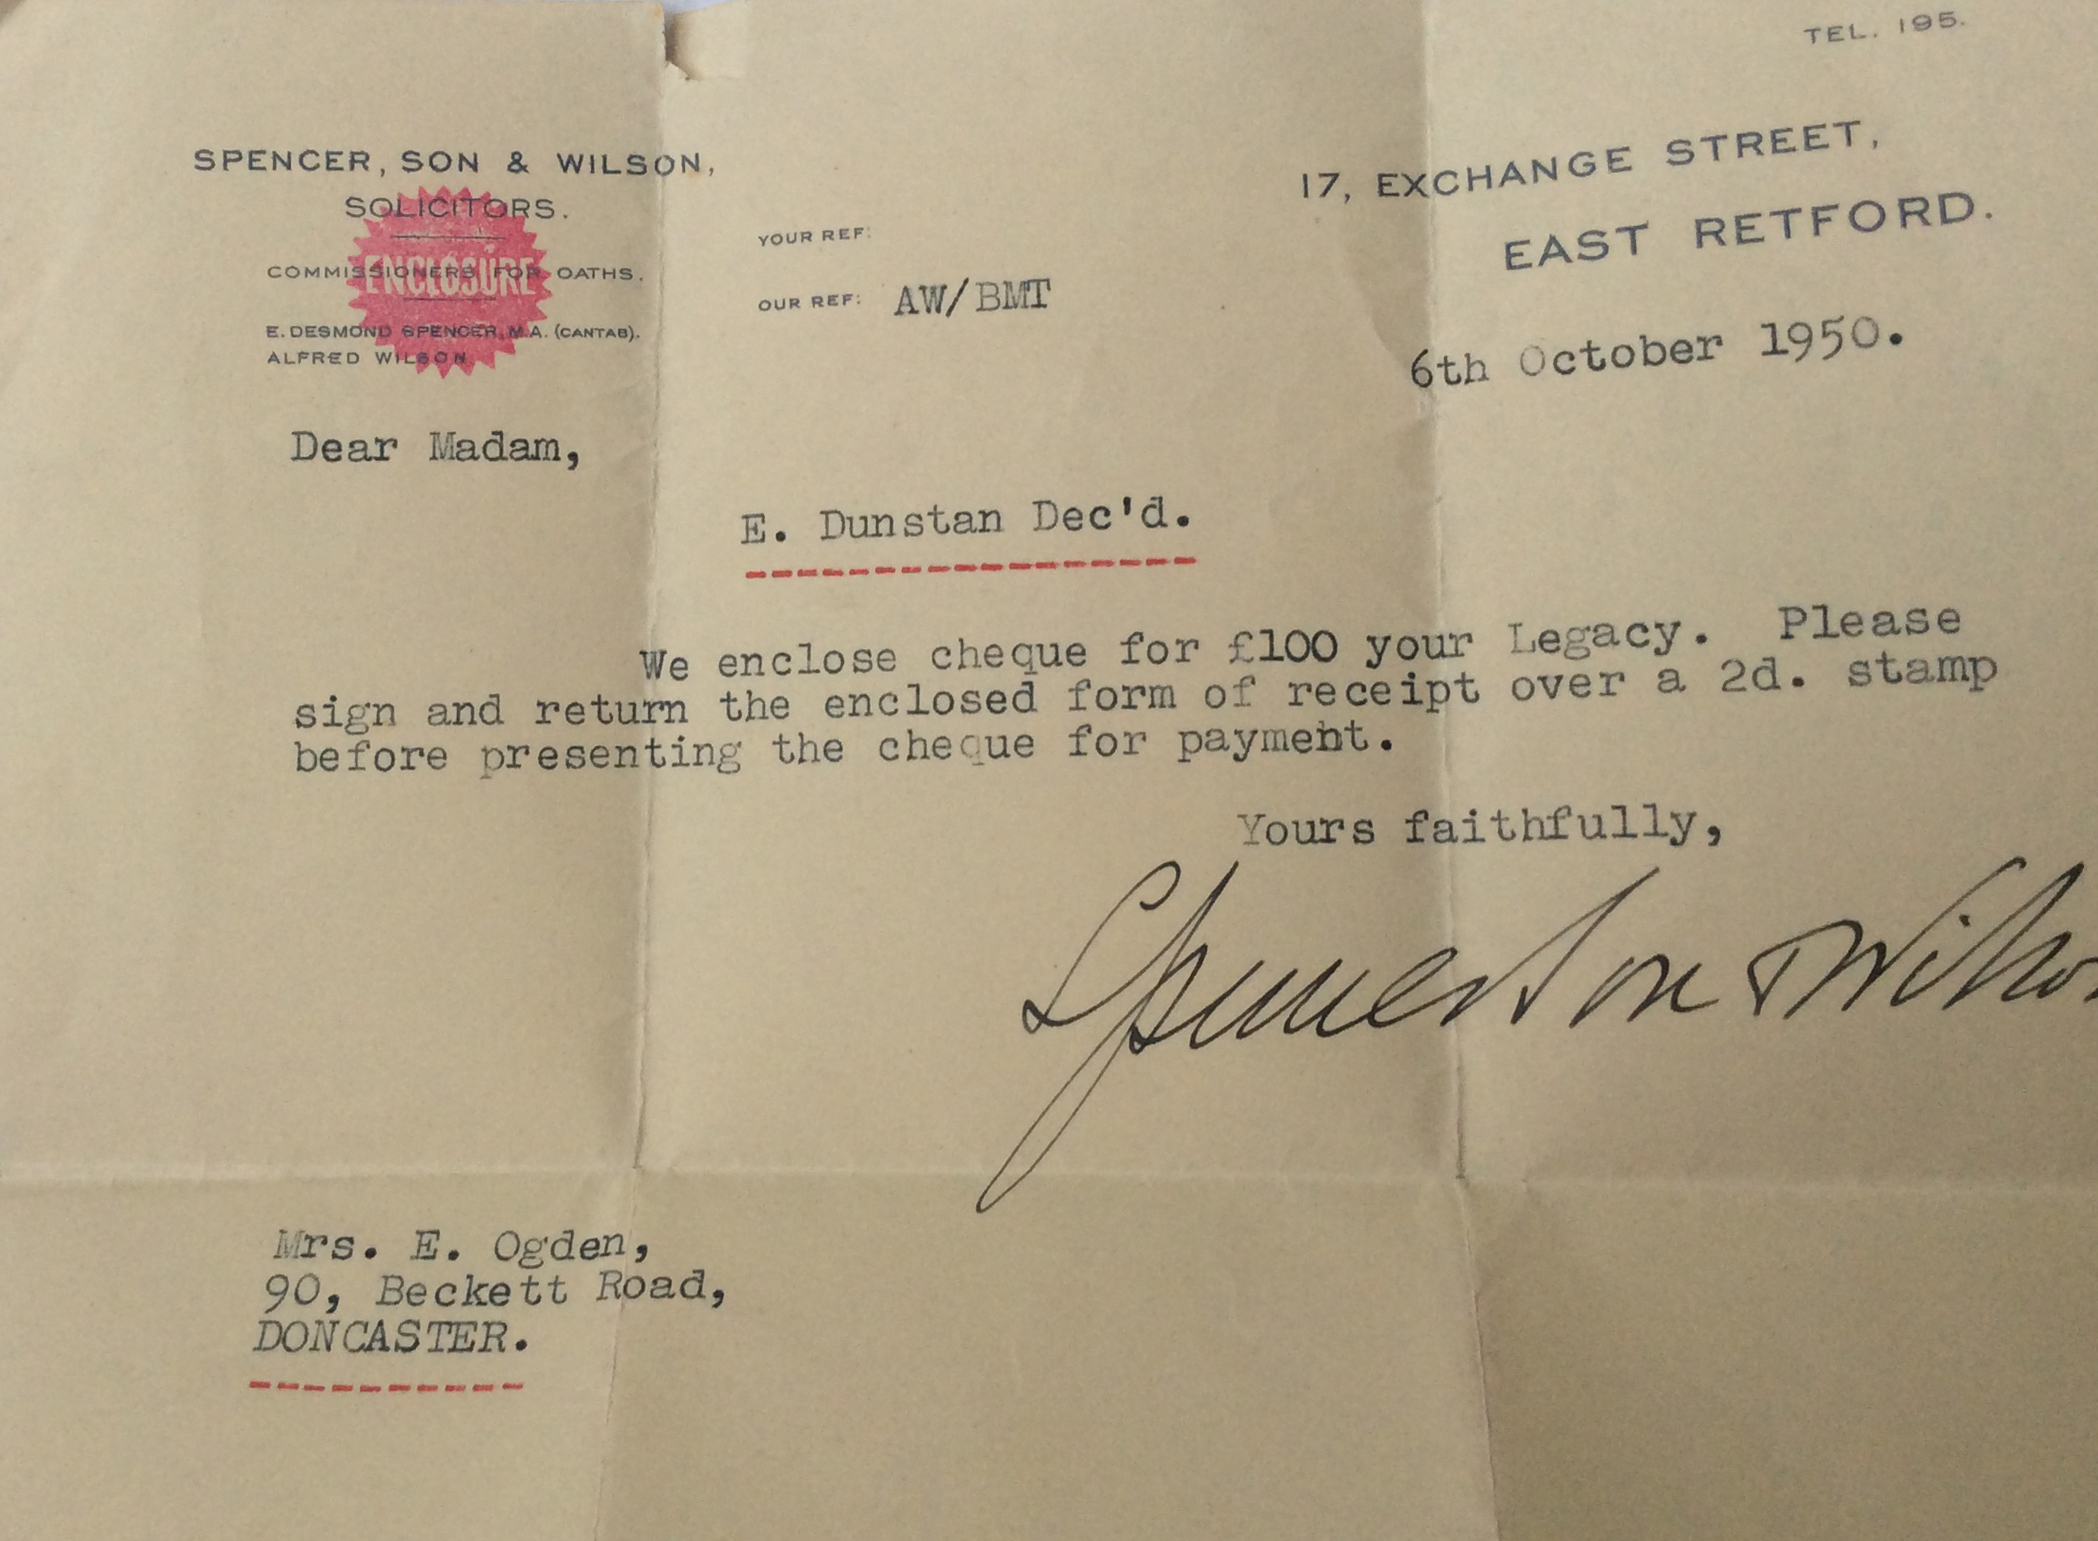 TEL. 195.
SPENCER, SON & WILSON,
SOLICITORS.
COMMISSIONERS FOR OATHS.
ENCLOSURE
E. DESMOND SPENCER, M.A. (CANTAB).
ALFRED WILSON
YOUR REF:
OUR REF: AW/BMT
17, EXCHANGE STREET,
EAST RETFORD.
6th October 1950.
Dear Madam,
E. Dunstan Dec'd.
We enclose cheque for £100 your Legacy. Please
sign and return the enclosed form of receipt over a 2d. stamp
before presenting the cheque for payment.
Yours faithfully,
Spencer Son & Wilson
Mrs. E. Ogden,
90, Beckett Road,
DONCASTER.